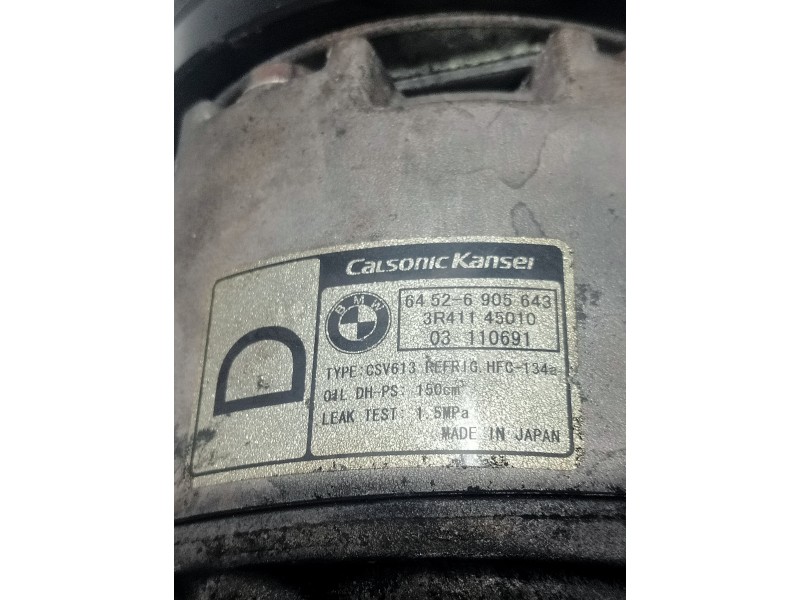 Calsonic Kansei
D
BMW
64 52-6 905 643
3R411 45010
03 110691
TYPE: CSV613 REFRIG. HFC-134a
OIL DH-PS: 150cm³
LEAK TEST: 1.5MPa
MADE IN JAPAN